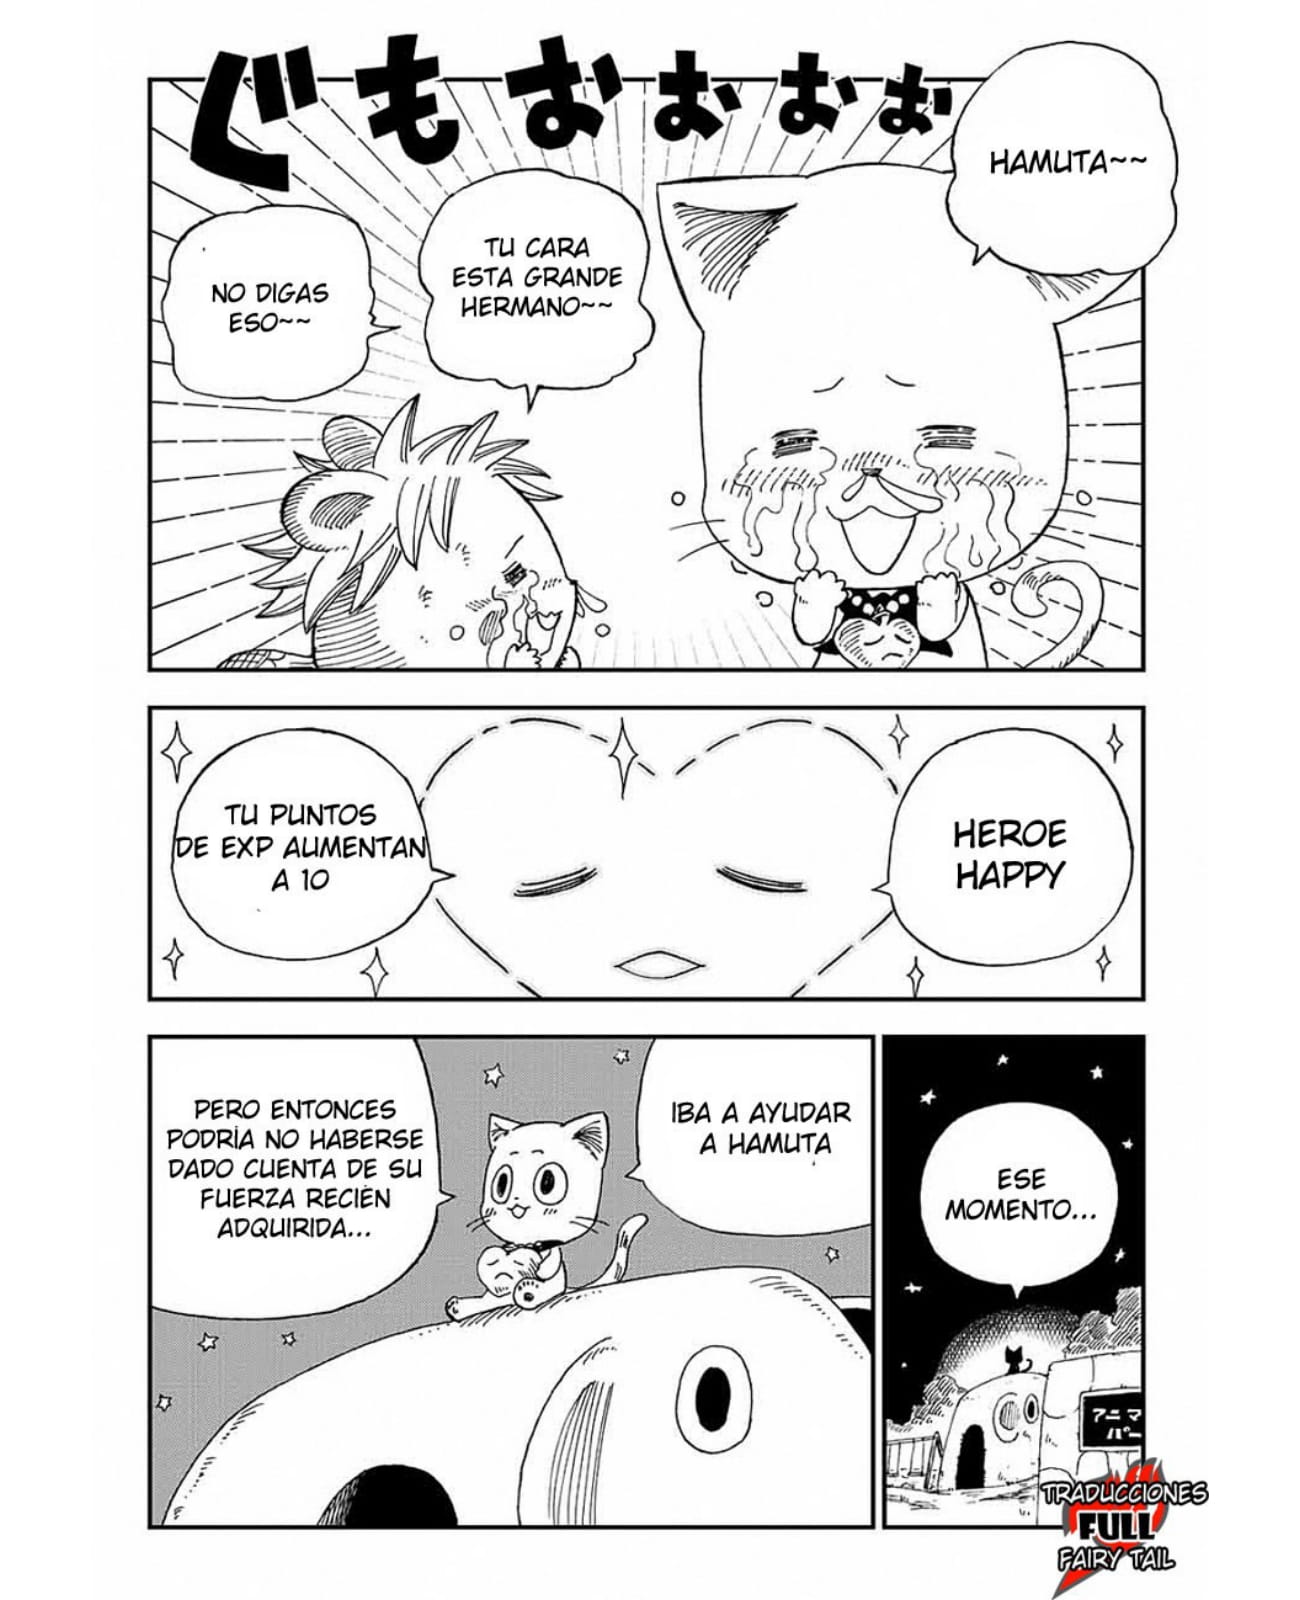 ぐもおぉぉぉ
HAMUTA~~
TU CARA
ESTA GRANDE
HERMANO~~
NO DIGAS
ESO~~
HEROE
HAPPY
TU PUNTOS
DE EXP AUMENTAN
A 10
ESE
MOMENTO...
アニマ
パー
IBA A AYUDAR
A HAMUTA
PERO ENTONCES
PODRÍA NO HABERSE
DADO CUENTA DE SU
FUERZA RECIÉN
ADQUIRIDA...
TRADUCCIONES
FULL
FAIRY TAIL